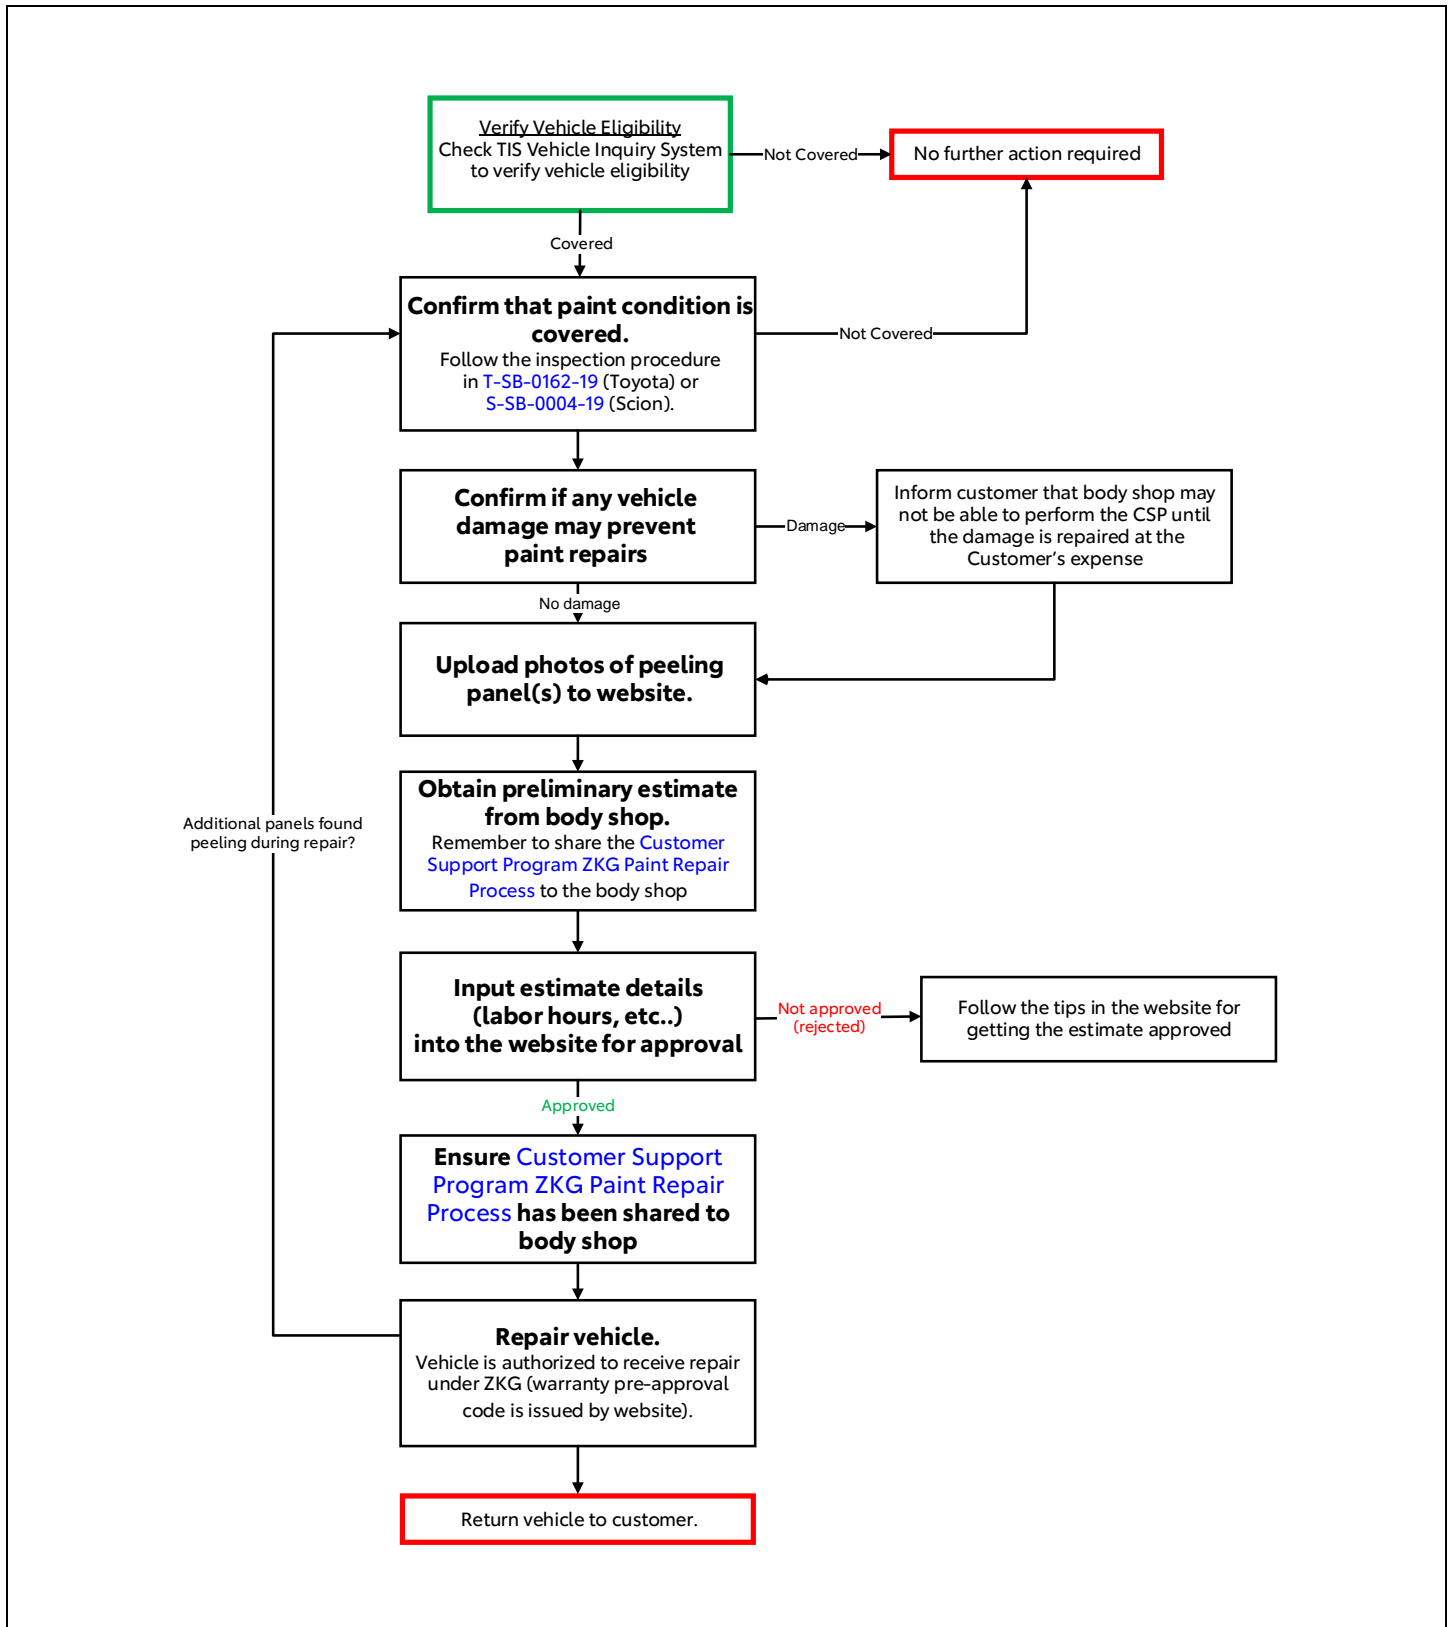 Verify Vehicle Eligibility
Check TIS Vehicle Inquiry System
to verify vehicle eligibility
Not Covered
No further action required
Covered
Confirm that paint condition is
covered.
Follow the inspection procedure
in T-SB-0162-19 (Toyota) or
S-SB-0004-19 (Scion).
Not Covered
Confirm if any vehicle
damage may prevent
paint repairs
Damage
Inform customer that body shop may
not be able to perform the CSP until
the damage is repaired at the
Customer’s expense
No damage
Upload photos of peeling
panel(s) to website.
Obtain preliminary estimate
from body shop.
Remember to share the Customer
Support Program ZKG Paint Repair
Process to the body shop
Additional panels found
peeling during repair?
Input estimate details
(labor hours, etc..)
into the website for approval
Not approved
(rejected)
Follow the tips in the website for
getting the estimate approved
Approved
Ensure Customer Support
Program ZKG Paint Repair
Process has been shared to
body shop
Repair vehicle.
Vehicle is authorized to receive repair
under ZKG (warranty pre-approval
code is issued by website).
Return vehicle to customer.